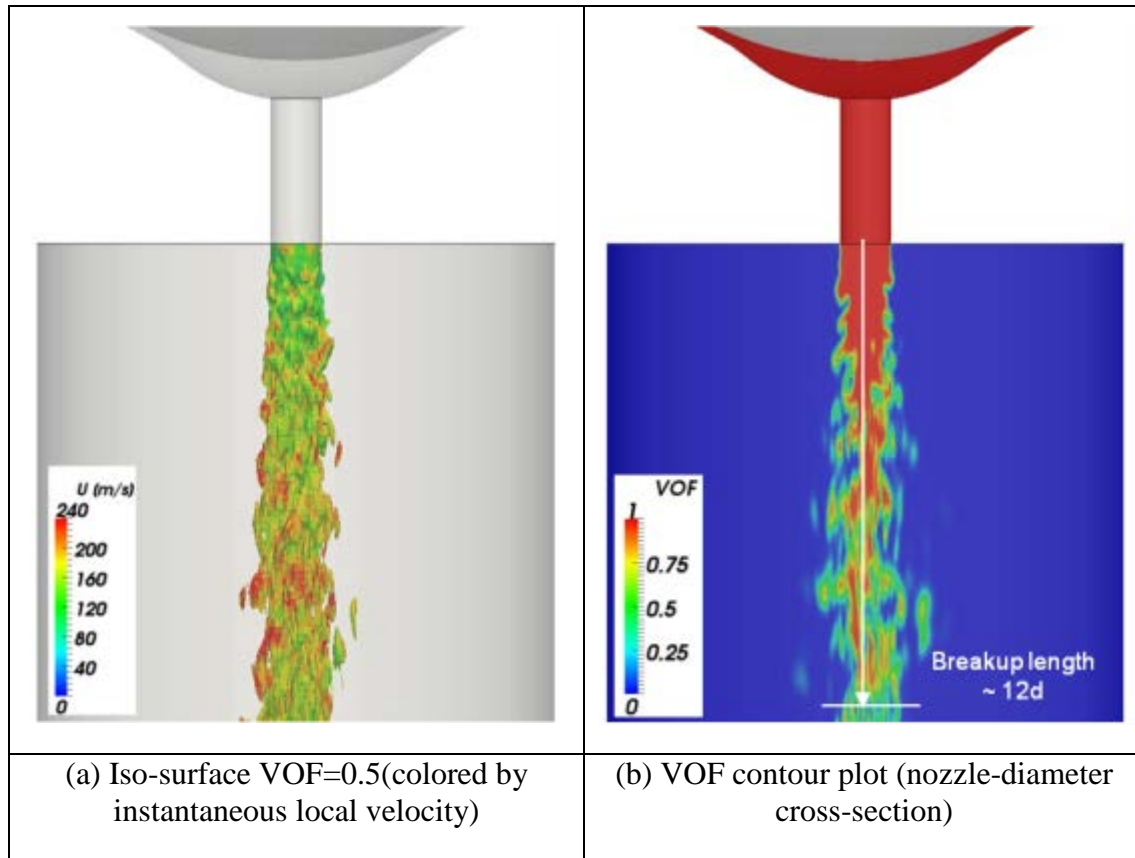 U (m/s)
240
200
160
120
80
40
0
VOF
1
0.75
0.5
0.25
0
Breakup length
~ 12d
(a) Iso-surface VOF=0.5(colored by
instantaneous local velocity)
(b) VOF contour plot (nozzle-diameter
cross-section)